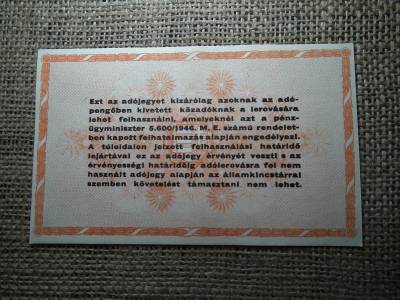 Ezt az adójegyet kizárólag azoknak az adó-
pengőben kivetett közadóknak a lerovására
lehet felhasználni, amelyeknél azt a pénz-
ügyminiszter 5.600/1946. M. E. számú rendelet-
ben kapott felhatalmazás alapján engedélyezi.
A túloldalon jelzett felhasználási határidő
lejártával ez az adójegy érvényét veszti s az
érvényességi határidőig adólerovásra fel nem
használt adójegy alapján az államkincstárral
szemben követelést támasztani nem lehet.